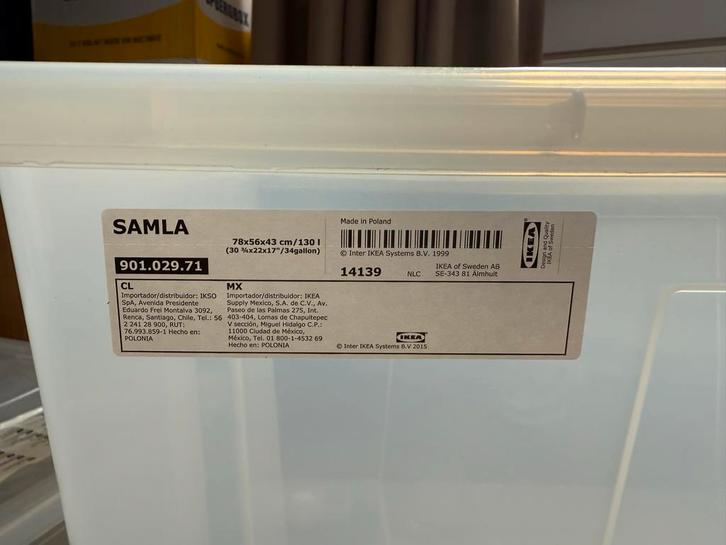 SAMLA
78x56x43 cm/130 l
(30 ¾x22x17"/34gallon)
901.029.71
Made in Poland
© Inter IKEA Systems B.V. 1999
14139 NLC
IKEA of Sweden AB
SE-343 81 Älmhult
IKEA
Design and Quality
IKEA of Sweden
CL
Importador/distribuidor: IKSO
SpA, Avenida Presidente
Eduardo Frei Montalva 3092,
Renca, Santiago, Chile, Tel.: 56
2 241 28 900, RUT:
76.993.859-1 Hecho en:
POLONIA
MX
Importador/distribuidor: IKEA
Supply Mexico, S.A. de C.V., Av.
Paseo de las Palmas 275, Int.
403-404, Lomas de Chapultepec
V sección, Miguel Hidalgo C.P.:
11000 Ciudad de México,
México, Tel. 01 800-1-4532 69
Hecho en: POLONIA
IKEA
© Inter IKEA Systems B.V 2015